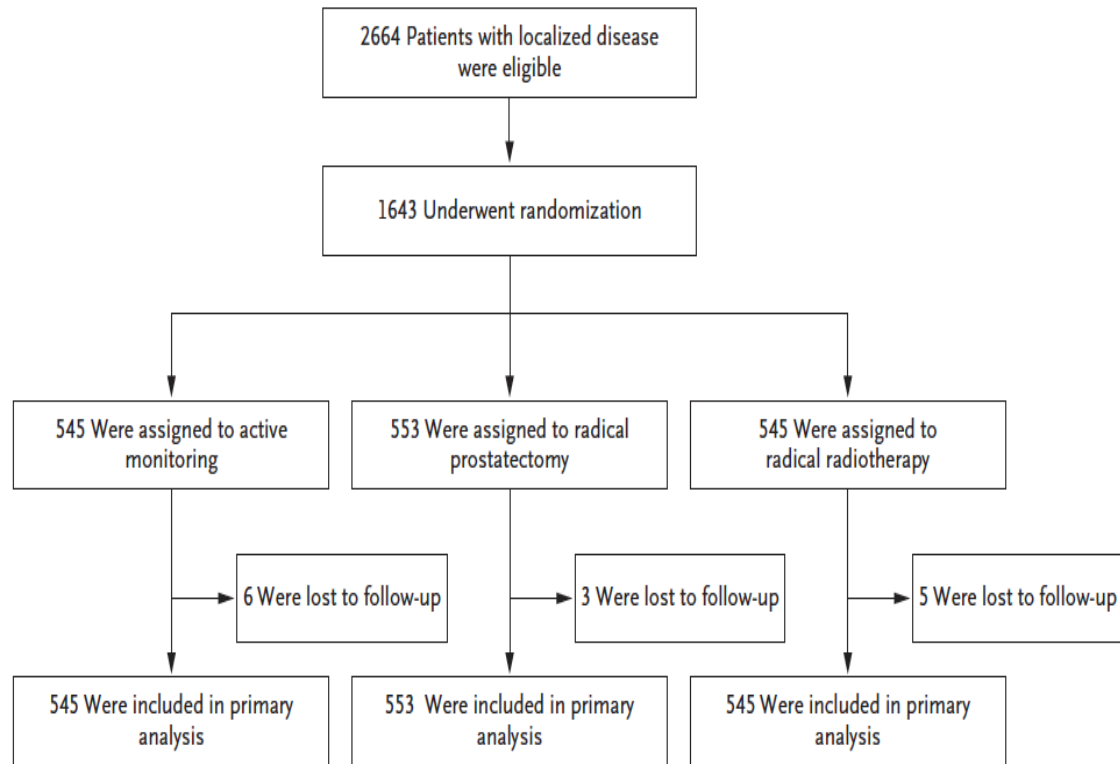 2664 Patients with localized disease
were eligible
1643 Underwent randomization
545 Were assigned to active
monitoring
553 Were assigned to radical
prostatectomy
545 Were assigned to
radical radiotherapy
6 Were lost to follow-up
3 Were lost to follow-up
5 Were lost to follow-up
545 Were included in primary
analysis
553 Were included in primary
analysis
545 Were included in primary
analysis